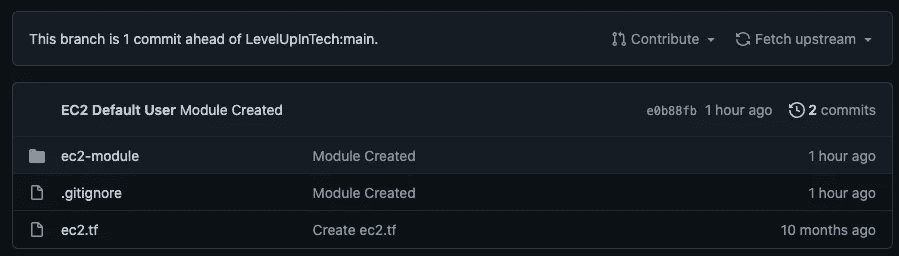 This branch is 1 commit ahead of LevelUpInTech:main. Contribute Fetch upstream
EC2 Default User Module Created e0b88fb 1 hour ago 2 commits
ec2-module Module Created 1 hour ago
.gitignore Module Created 1 hour ago
ec2.tf Create ec2.tf 10 months ago